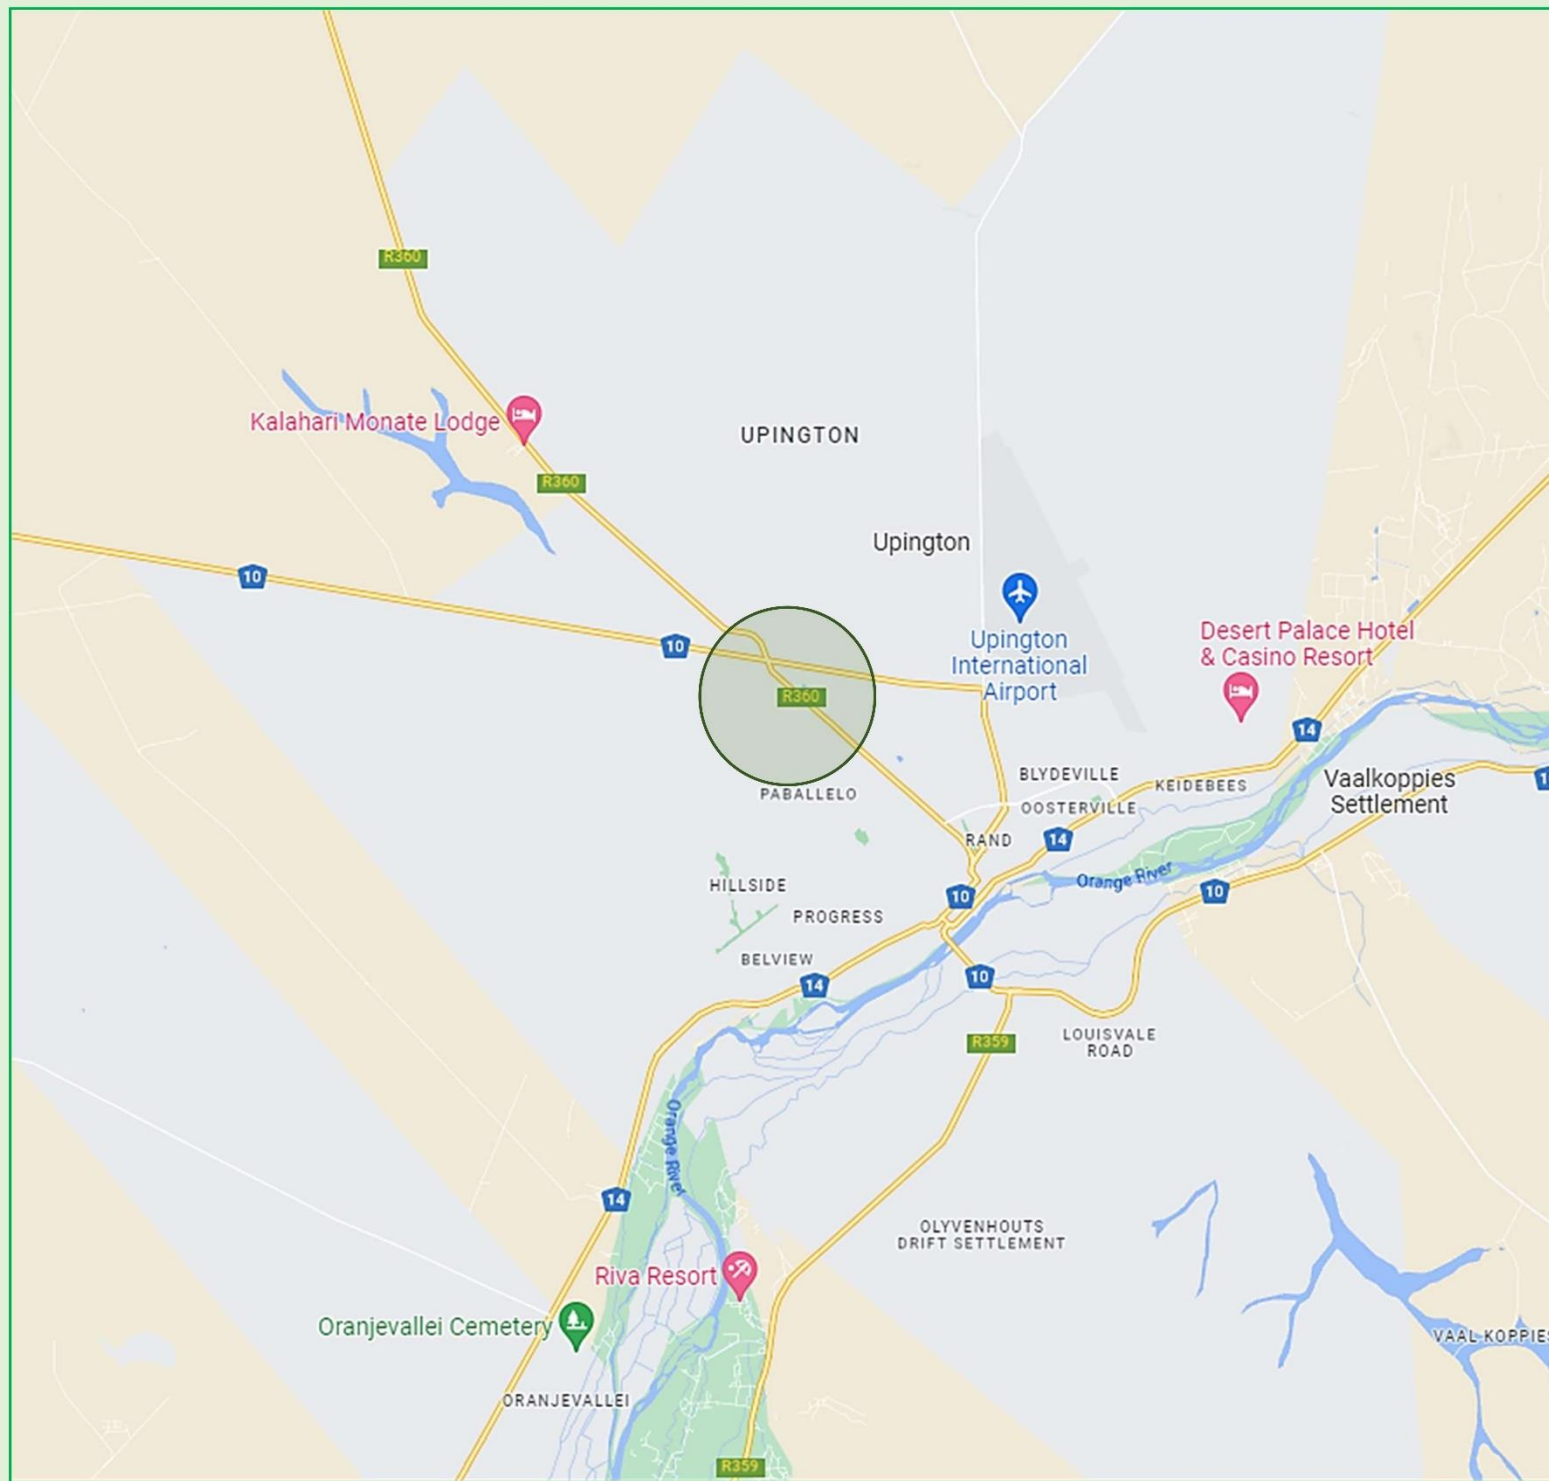 R360
Kalahari Monate Lodge
UPINGTON
R360
Upington
10
10
Upington
International
Airport
Desert Palace Hotel
& Casino Resort
R360
14
BLYDEVILLE
KEIDEBEES
Vaalkoppies
Settlement
PABALLELO
OOSTERVILLE
RAND
14
Orange River
HILLSIDE
10
10
PROGRESS
BELVIEW
14
10
R359
LOUISVALE
ROAD
Orange River
14
OLYVENHOUTS
DRIFT SETTLEMENT
Riva Resort
Oranjevallei Cemetery
VAAL KOPPIES
ORANJEVALLEI
R359